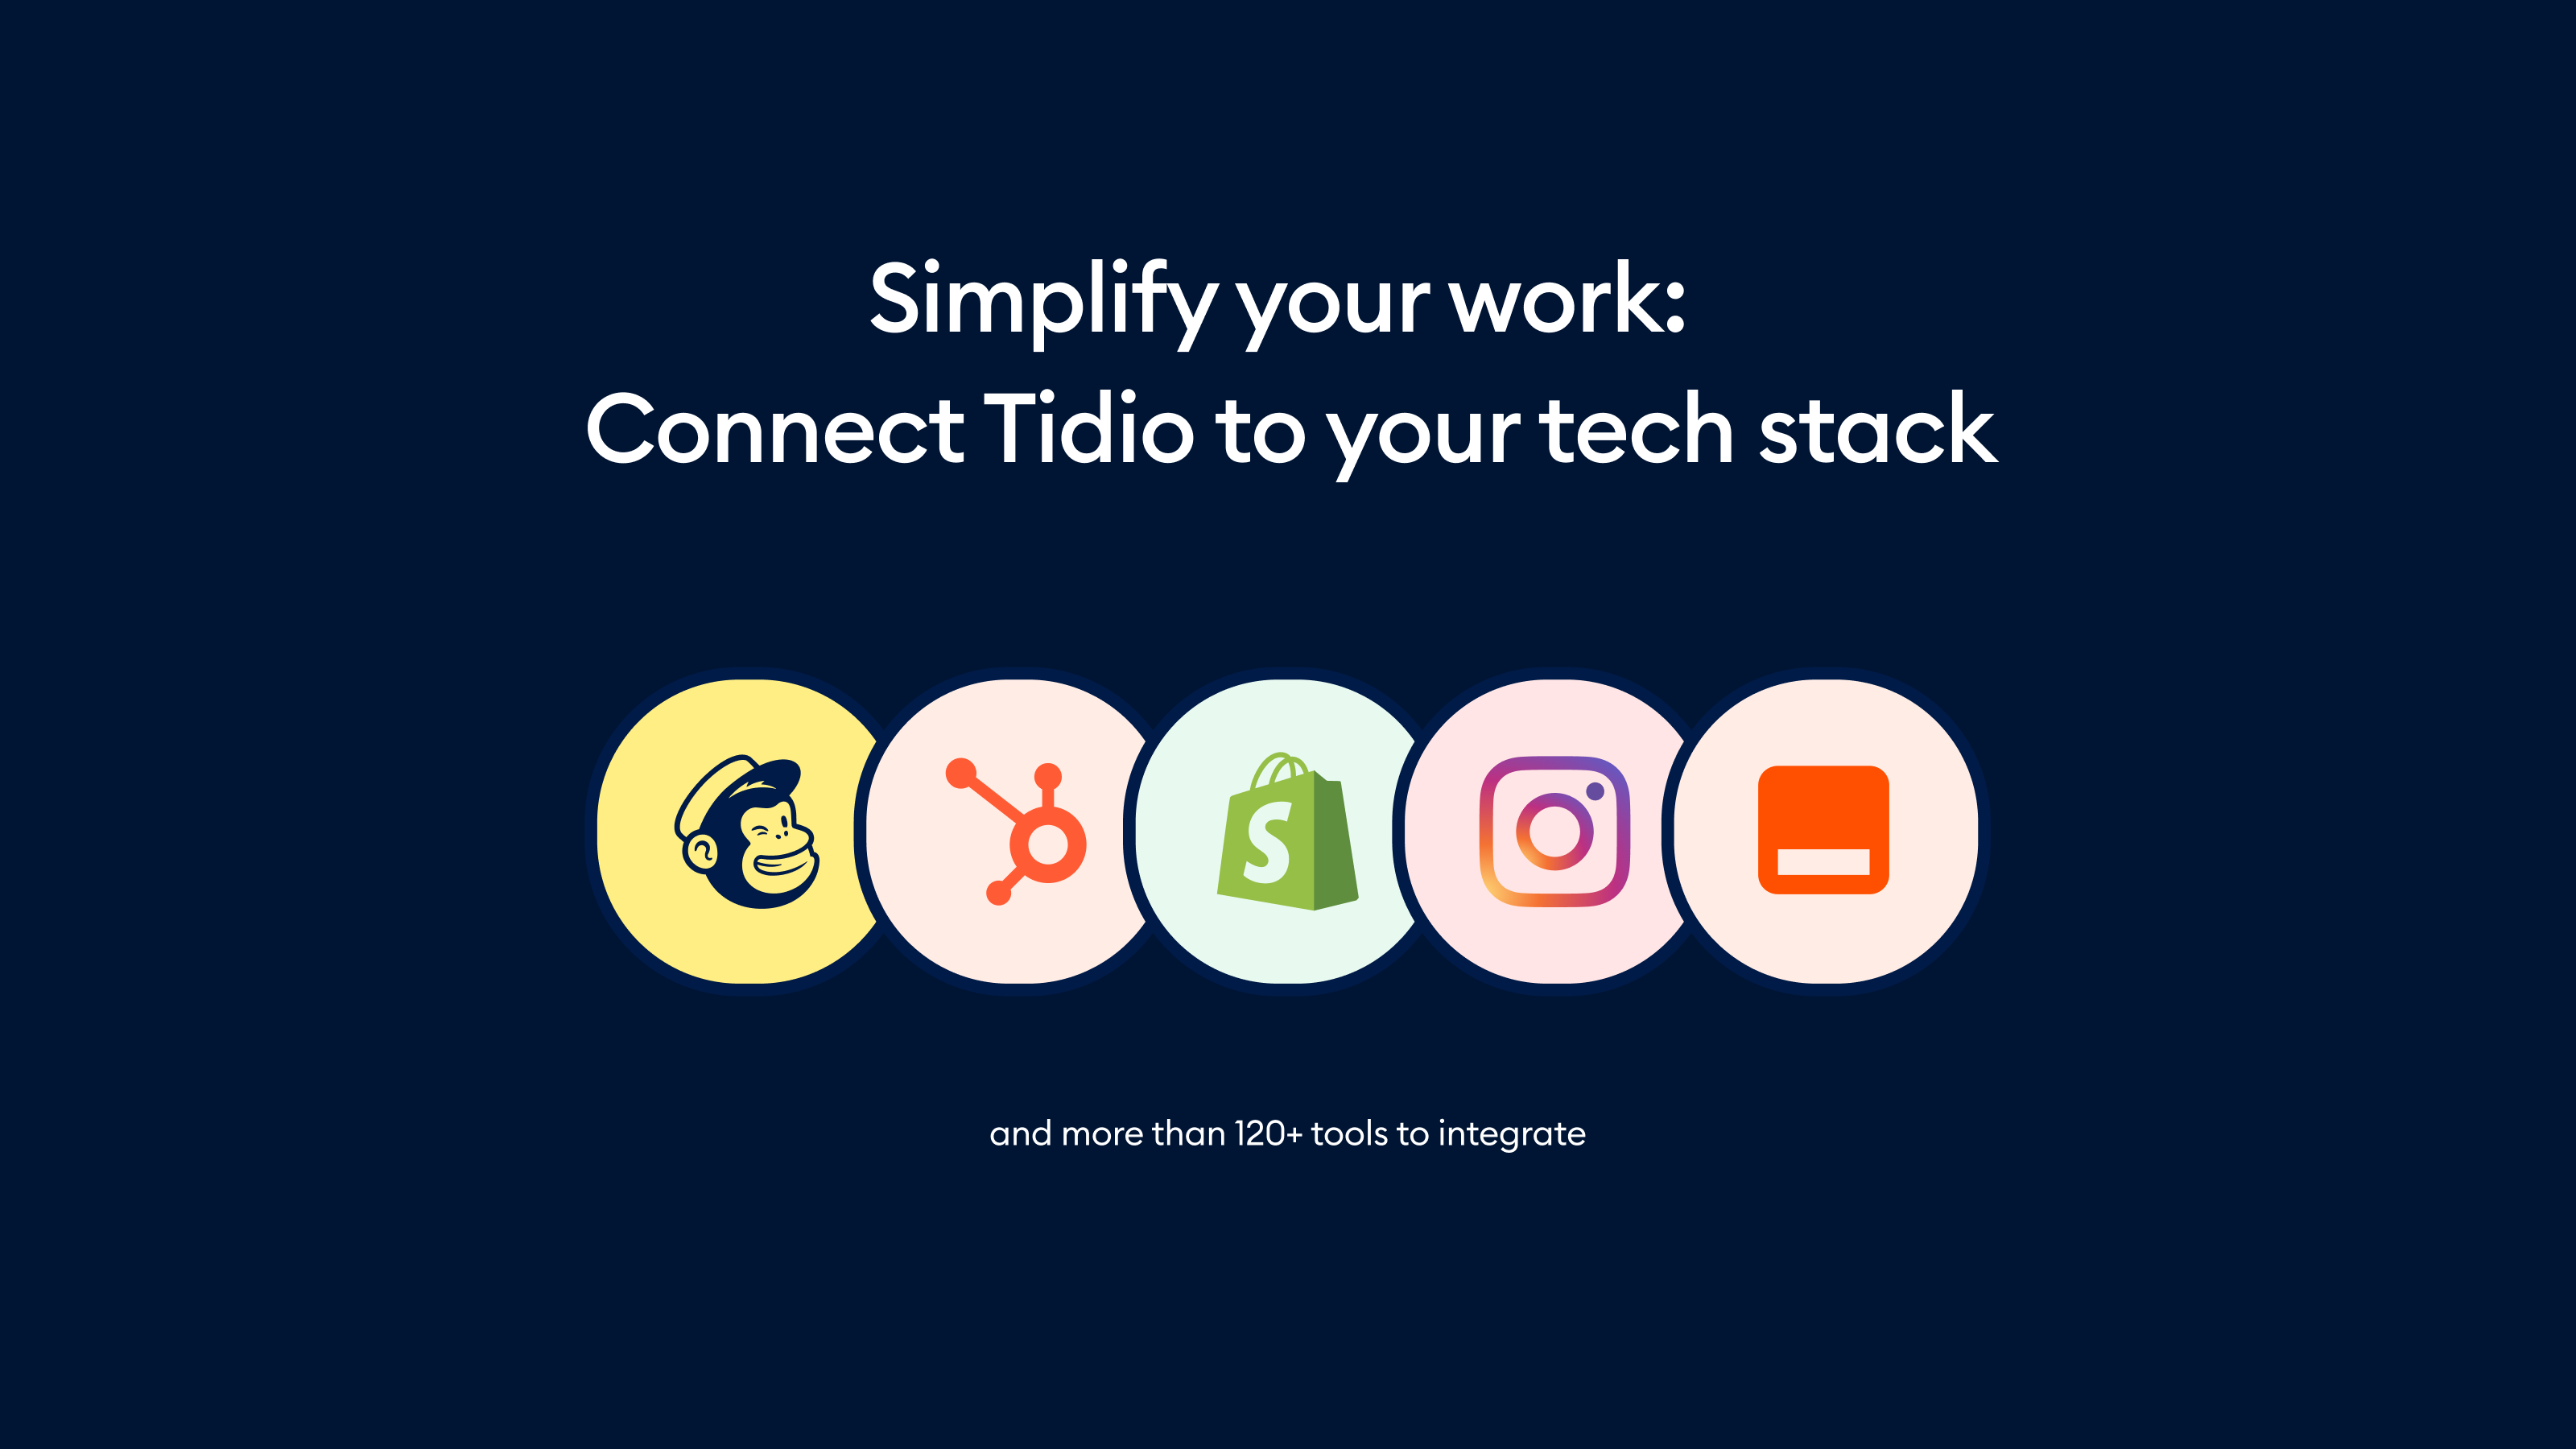 Simplify your work:
Connect Tidio to your tech stack
S
and more than 120+ tools to integrate